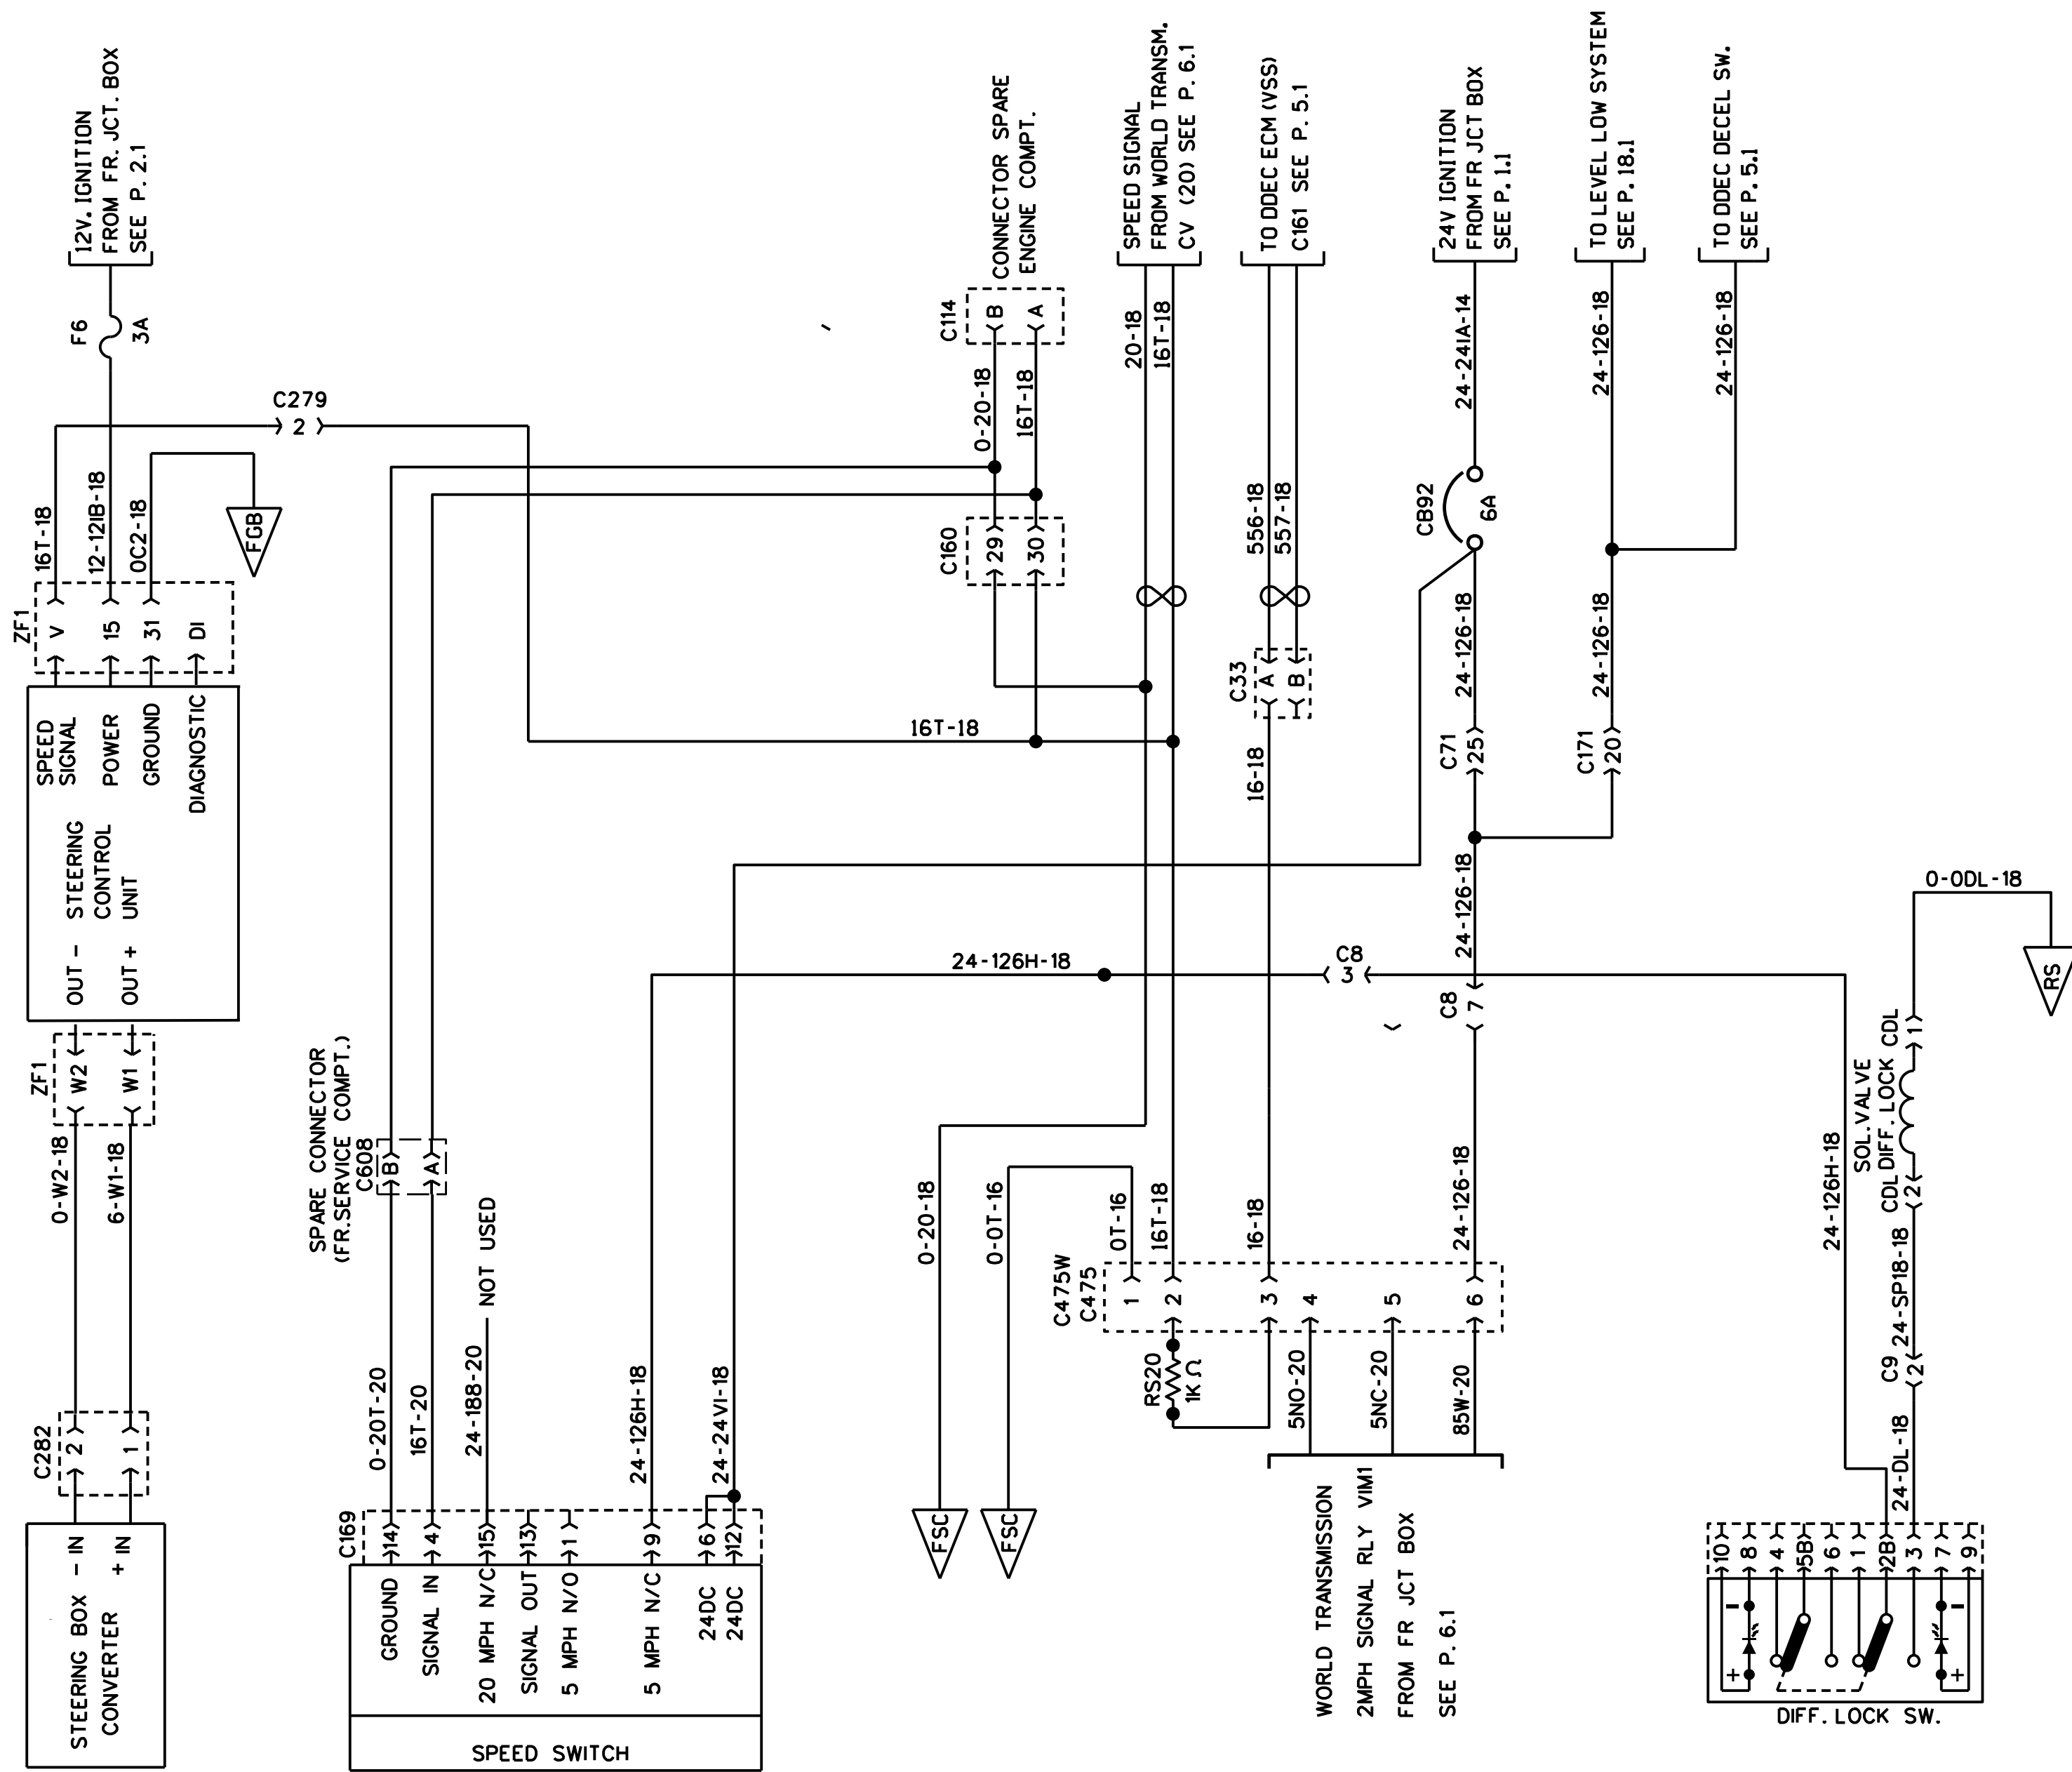 12V. IGNITION
FROM FR. JCT. BOX
SEE P. 2.1
F6
3A
C279
2
16T-18
12-12IB-18
0C2-18
FGB
ZF1
V
15
31
DI
SPEED
SIGNAL
POWER
GROUND
DIAGNOSTIC
STEERING
CONTROL
UNIT
OUT -
OUT +
ZF1
W2
W1
0-W2-18
6-W1-18
C282
2
1
- IN
+ IN
STEERING BOX
CONVERTER
CONNECTOR SPARE
ENGINE COMPT.
C114
B
A
0-20-18
16T-18
C160
29
30
16T-18
SPEED SIGNAL
FROM WORLD TRANSM.
CV (20) SEE P. 6.1
20-18
16T-18
TO DDEC ECM (VSS)
C161 SEE P. 5.1
556-18
557-18
C33
A
B
16-18
24V IGNITION
FROM FR JCT BOX
SEE P. 1.1
24-24IA-14
CB92
6A
24-126-18
C71
25
24-126-18
C8
7
24-126-18
TO LEVEL LOW SYSTEM
SEE P. 18.1
24-126-18
24-126-18
C171
20
TO DDEC DECEL SW.
SEE P. 5.1
24-126-18
24-126H-18
C8
3
SPARE CONNECTOR
(FR.SERVICE COMPT.)
C608
B
A
0-20T-20
16T-20
24-188-20
NOT USED
24-126H-18
24-24VI-18
C169
14
4
15
13
1
9
6
12
GROUND
SIGNAL IN
20 MPH N/C
SIGNAL OUT
5 MPH N/O
5 MPH N/C
24DC
24DC
SPEED SWITCH
0-20-18
0-0T-16
0T-16
16T-18
16-18
FSC
FSC
C475W
C475
1
2
3
4
5
6
RS20
1K Ω
5NO-20
5NC-20
85W-20
WORLD TRANSMISSION
2MPH SIGNAL RLY VIM1
FROM FR JCT BOX
SEE P. 6.1
0-ODL-18
RS
CDL
1
SOL.VALVE
DIFF. LOCK
CDL
2
24-126H-18
24-SP18-18
C9
2
24-DL-18
10
8
4
5B
6
1
2B
3
7
9
-
+
-
+
DIFF. LOCK SW.